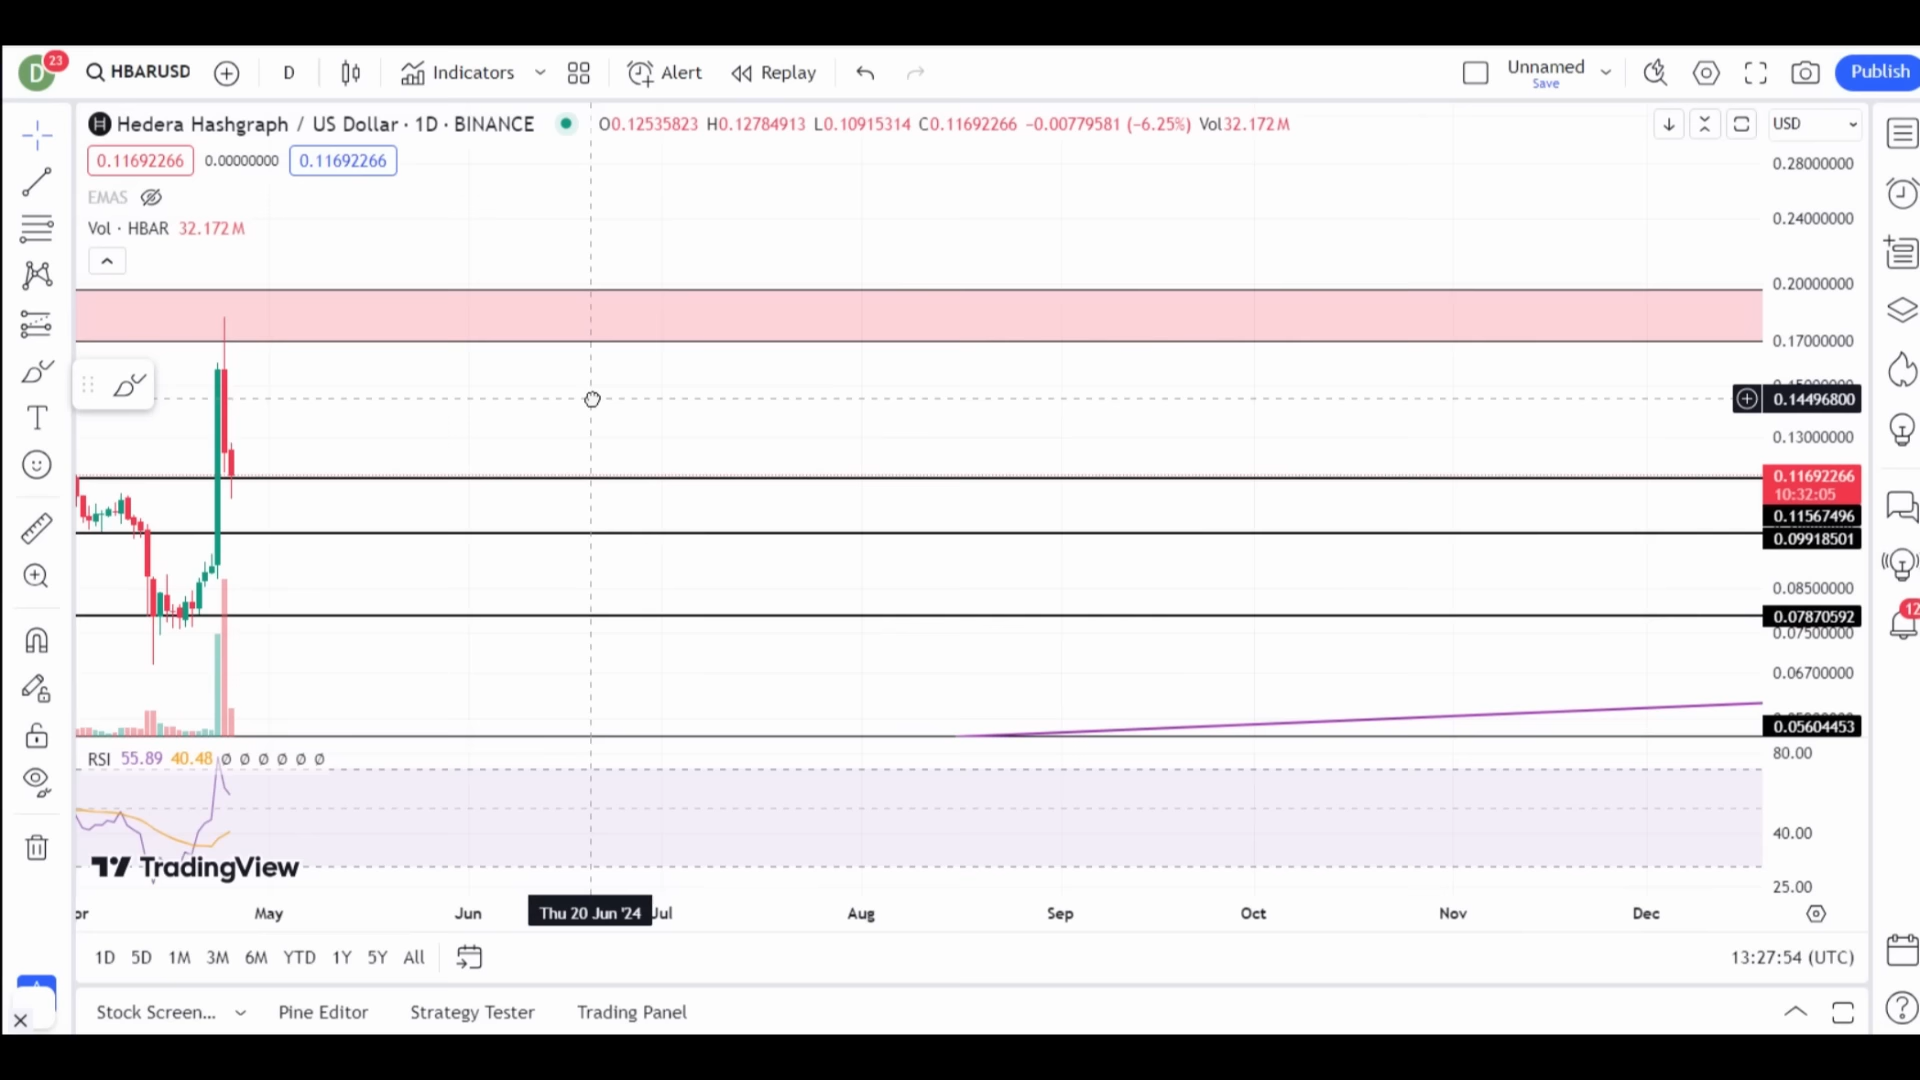 D 23 HBARUSD D Indicators Alert Replay Unnamed Save Publish
Hedera Hashgraph / US Dollar · 1D · BINANCE O0.12535823 H0.12784913 L0.10915314 C0.11692266 −0.00779581 (−6.25%) Vol32.172M USD
0.11692266 0.00000000 0.11692266
EMAS
Vol · HBAR 32.172M
0.28000000
0.24000000
0.20000000
0.17000000
0.14496800
0.13000000
0.11692266
10:32:05
0.11567496
0.09918501
0.08500000
0.07870592
0.07500000
12
0.06700000
0.05604453
RSI 55.89 40.48 ∅ ∅ ∅ ∅ ∅ ∅
80.00
40.00
TradingView
25.00
May Jun Thu 20 Jun '24 Jul Aug Sep Oct Nov Dec
1D 5D 1M 3M 6M YTD 1Y 5Y All 13:27:54 (UTC)
Stock Screen... Pine Editor Strategy Tester Trading Panel